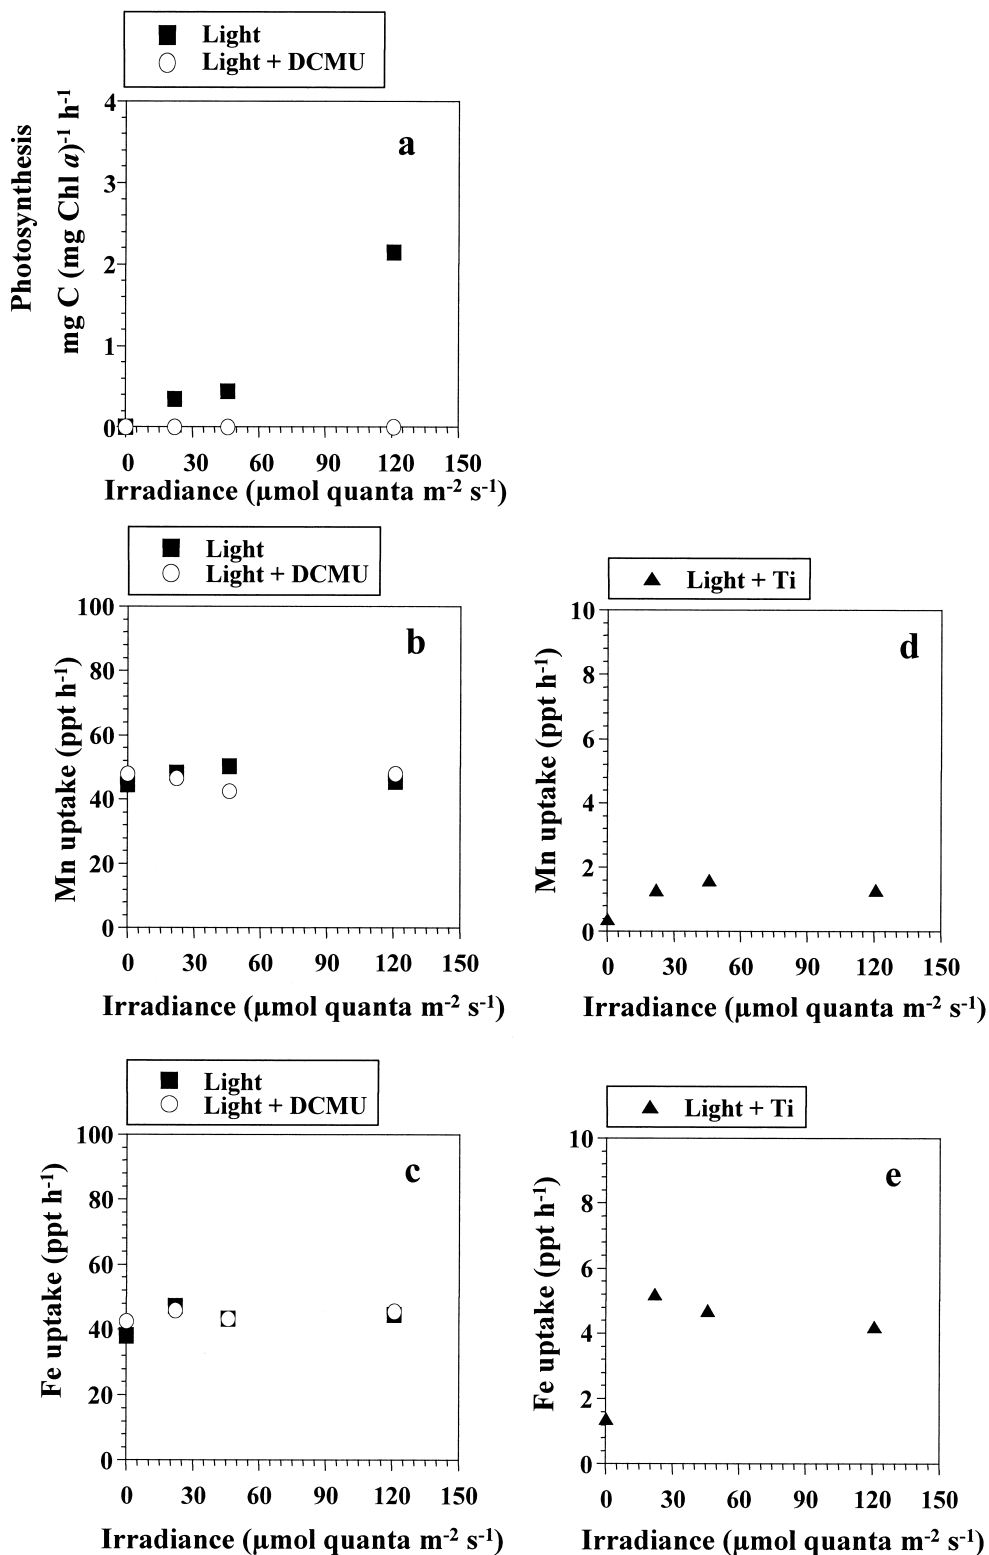 Light
Light + DCMU
Photosynthesis
mg C (mg Chl a)-1 h-1
4
3
2
1
0
a
0 30 60 90 120 150
Irradiance (µmol quanta m-2 s-1)
Light
Light + DCMU
Mn uptake (ppt h-1)
100
80
60
40
20
0
b
0 30 60 90 120 150
Irradiance (µmol quanta m-2 s-1)
Light + Ti
Mn uptake (ppt h-1)
10
8
6
4
2
0
d
0 30 60 90 120 150
Irradiance (µmol quanta m-2 s-1)
Light
Light + DCMU
Fe uptake (ppt h-1)
100
80
60
40
20
0
c
0 30 60 90 120 150
Irradiance (µmol quanta m-2 s-1)
Light + Ti
Fe uptake (ppt h-1)
10
8
6
4
2
0
e
0 30 60 90 120 150
Irradiance (µmol quanta m-2 s-1)